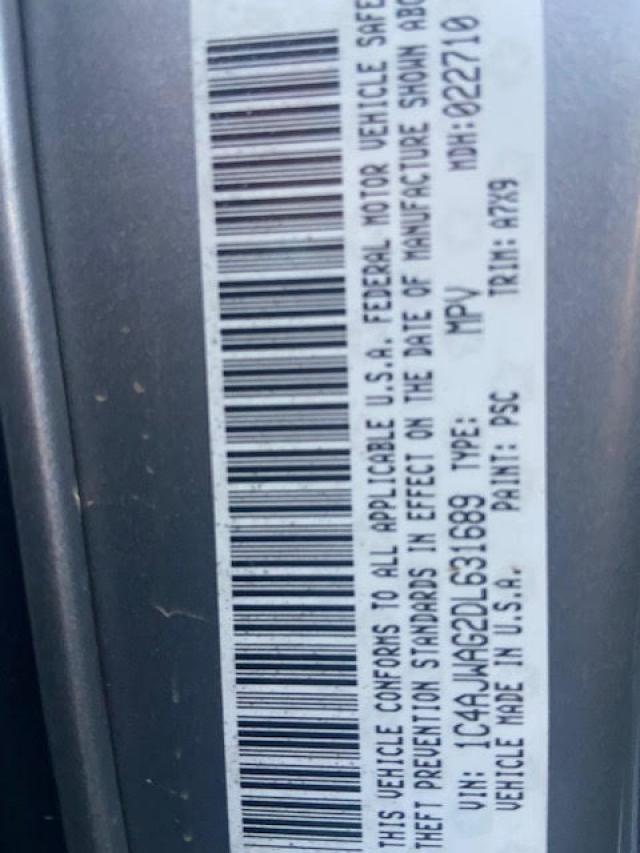 THIS VEHICLE CONFORMS TO ALL APPLICABLE U.S.A. FEDERAL MOTOR VEHICLE SAFE
THEFT PREVENTION STANDARDS IN EFFECT ON THE DATE OF MANUFACTURE SHOWN ABO
VIN: 1C4AJWAG2DL631689 TYPE: MPV MDH:022710
VEHICLE MADE IN U.S.A. PAINT: PSC TRIM: A7X9